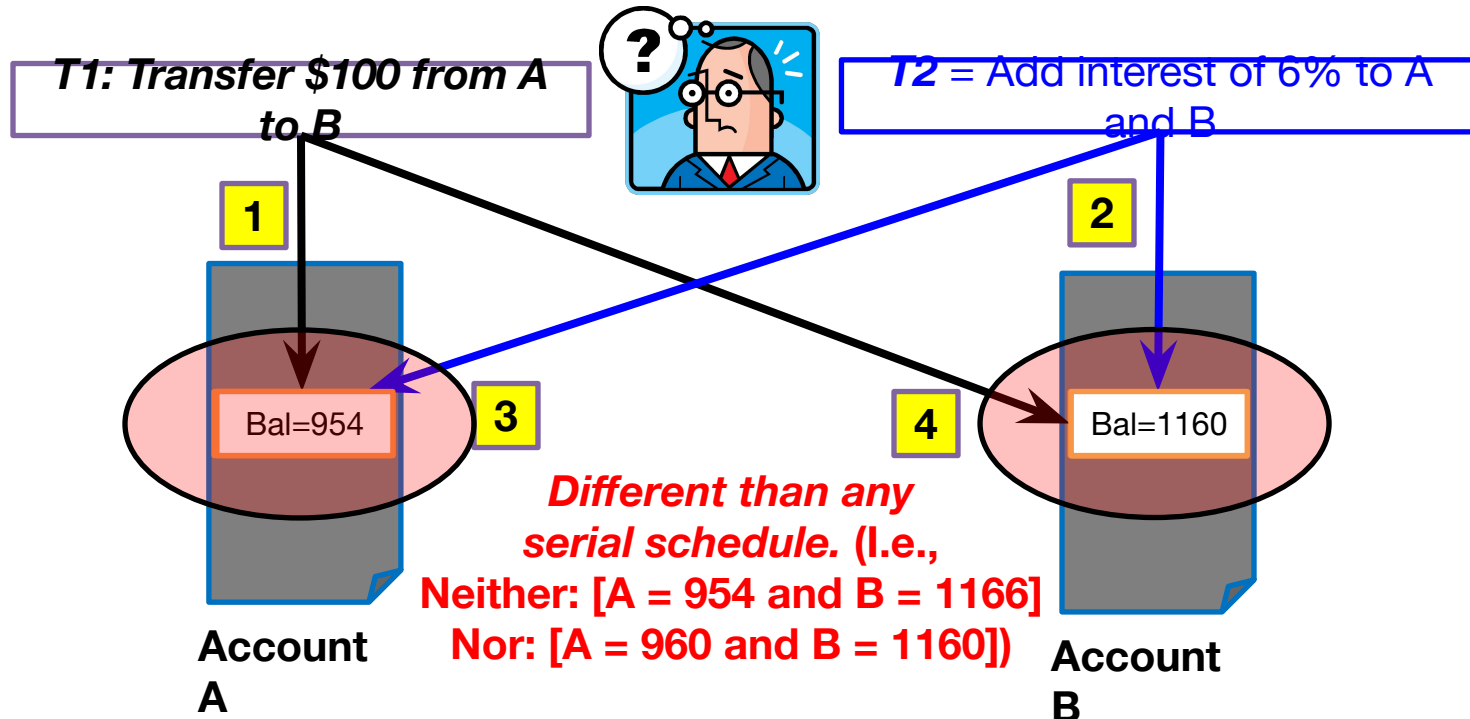 ?
T1: Transfer $100 from A
to B
T2 = Add interest of 6% to A
and B
1
2
3
4
Bal=954
Bal=1160
Different than any
serial schedule. (I.e.,
Neither: [A = 954 and B = 1166]
Nor: [A = 960 and B = 1160])
Account
A
Account
B